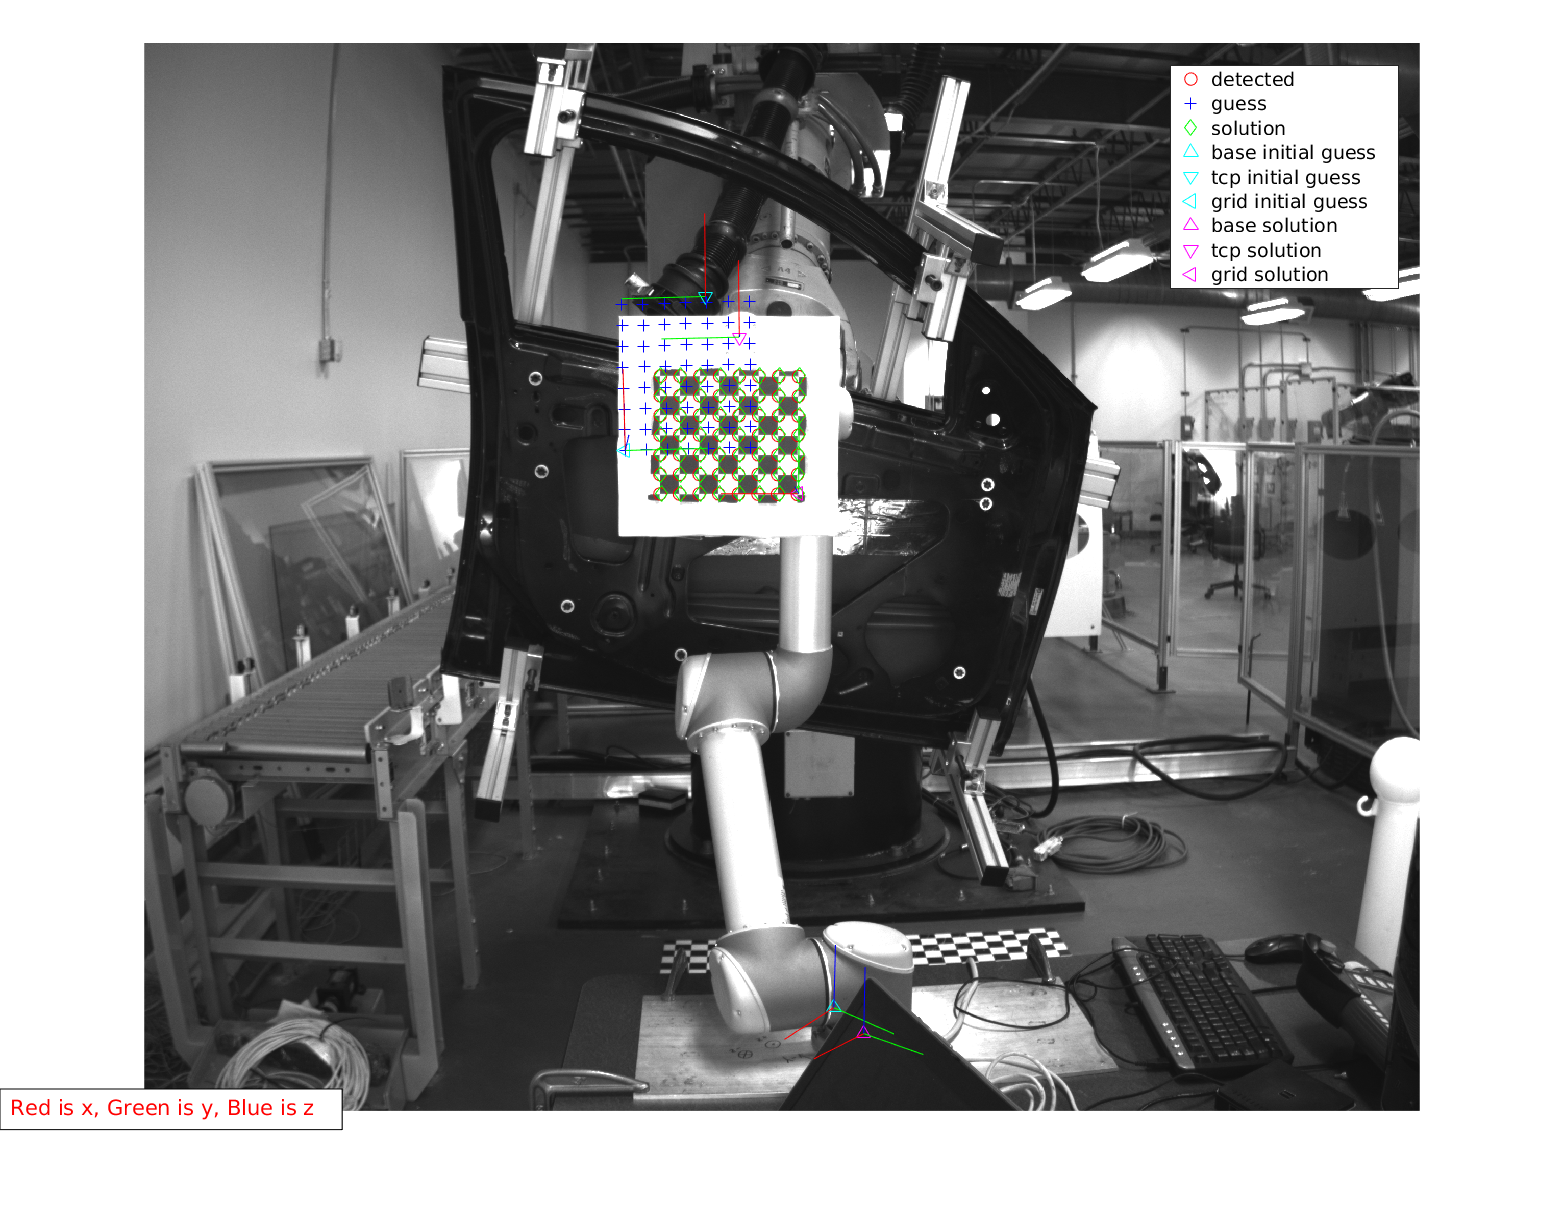 detected
guess
solution
base initial guess
tcp initial guess
grid initial guess
base solution
tcp solution
grid solution
Red is x, Green is y, Blue is z